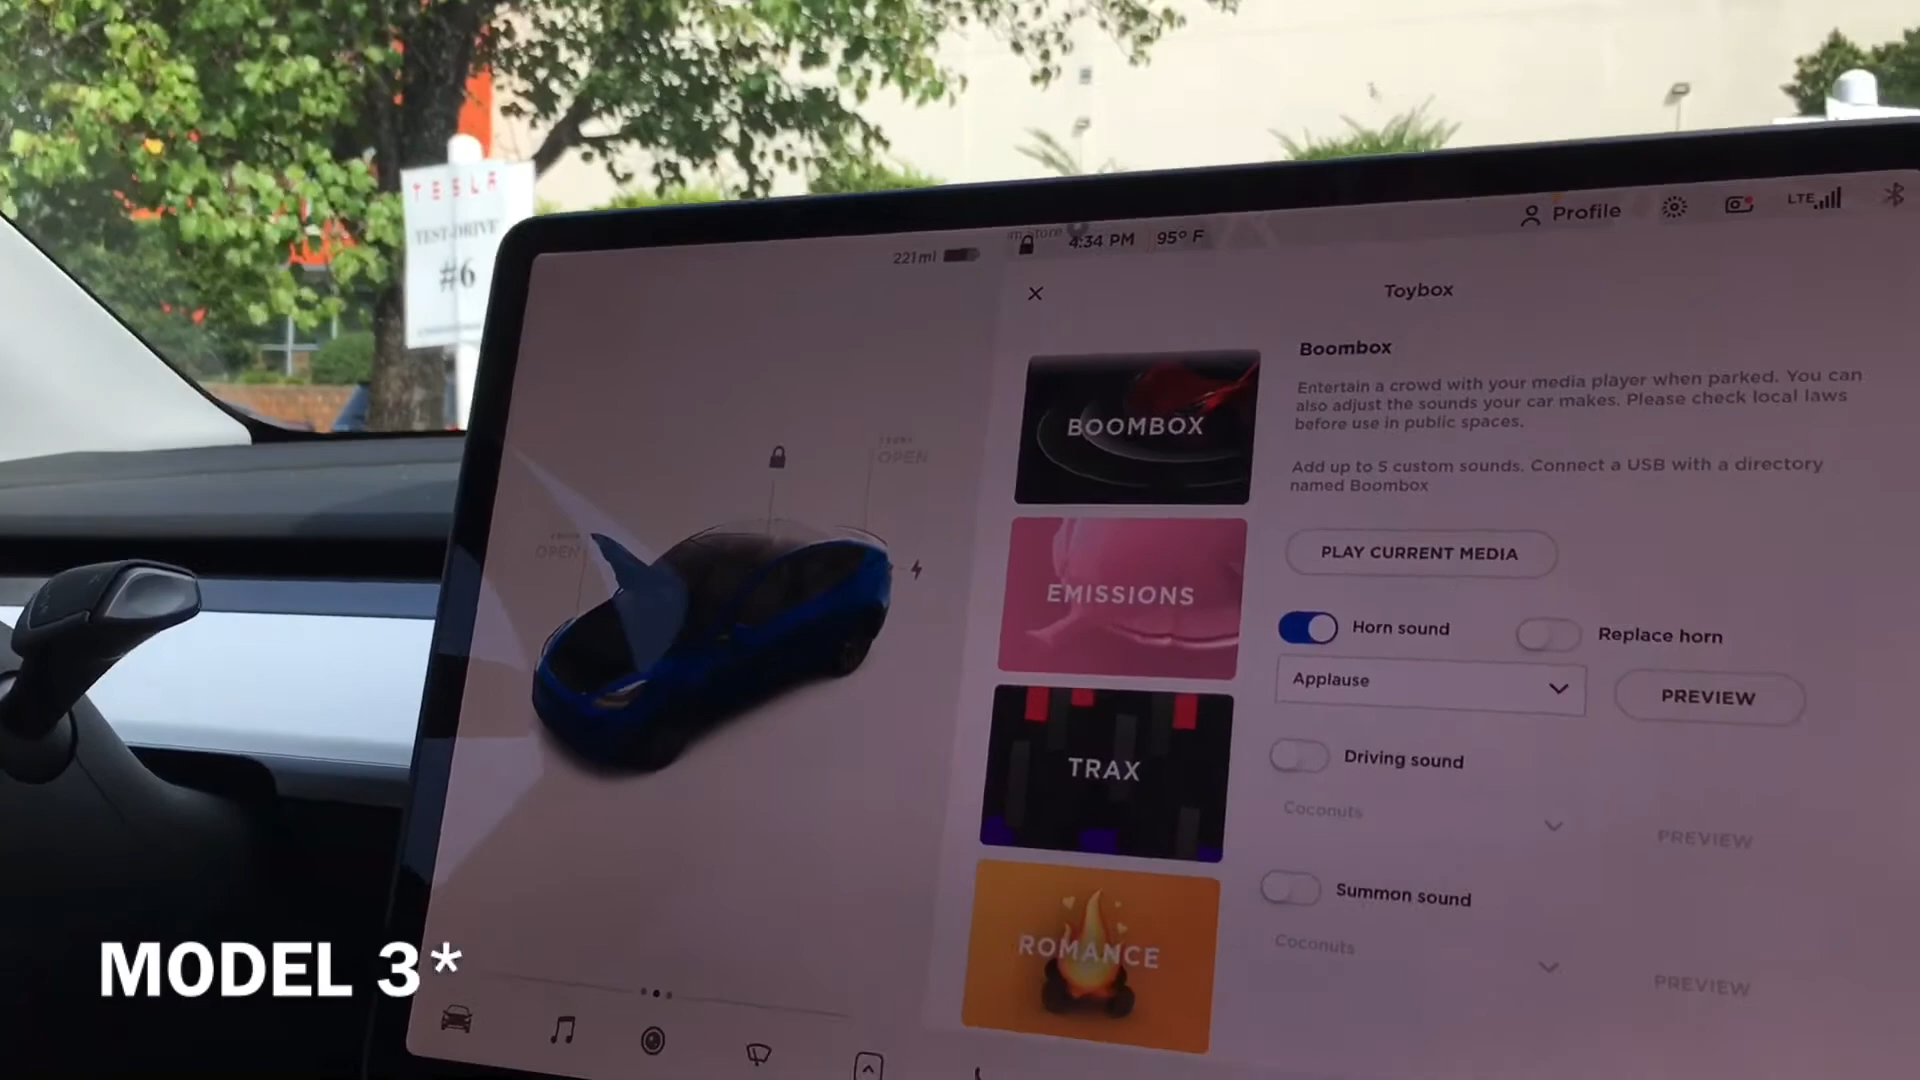 TESLA
TEST-DRIVE
#6
221 mi
4:34 PM
95° F
Profile
LTE
Toybox
BOOMBOX
EMISSIONS
TRAX
ROMANCE
Boombox
Entertain a crowd with your media player when parked. You can
also adjust the sounds your car makes. Please check local laws
before use in public spaces.
Add up to 5 custom sounds. Connect a USB with a directory
named Boombox
PLAY CURRENT MEDIA
Horn sound
Replace horn
Applause
PREVIEW
Driving sound
Coconuts
PREVIEW
Summon sound
Coconuts
PREVIEW
OPEN
OPEN
MODEL 3*